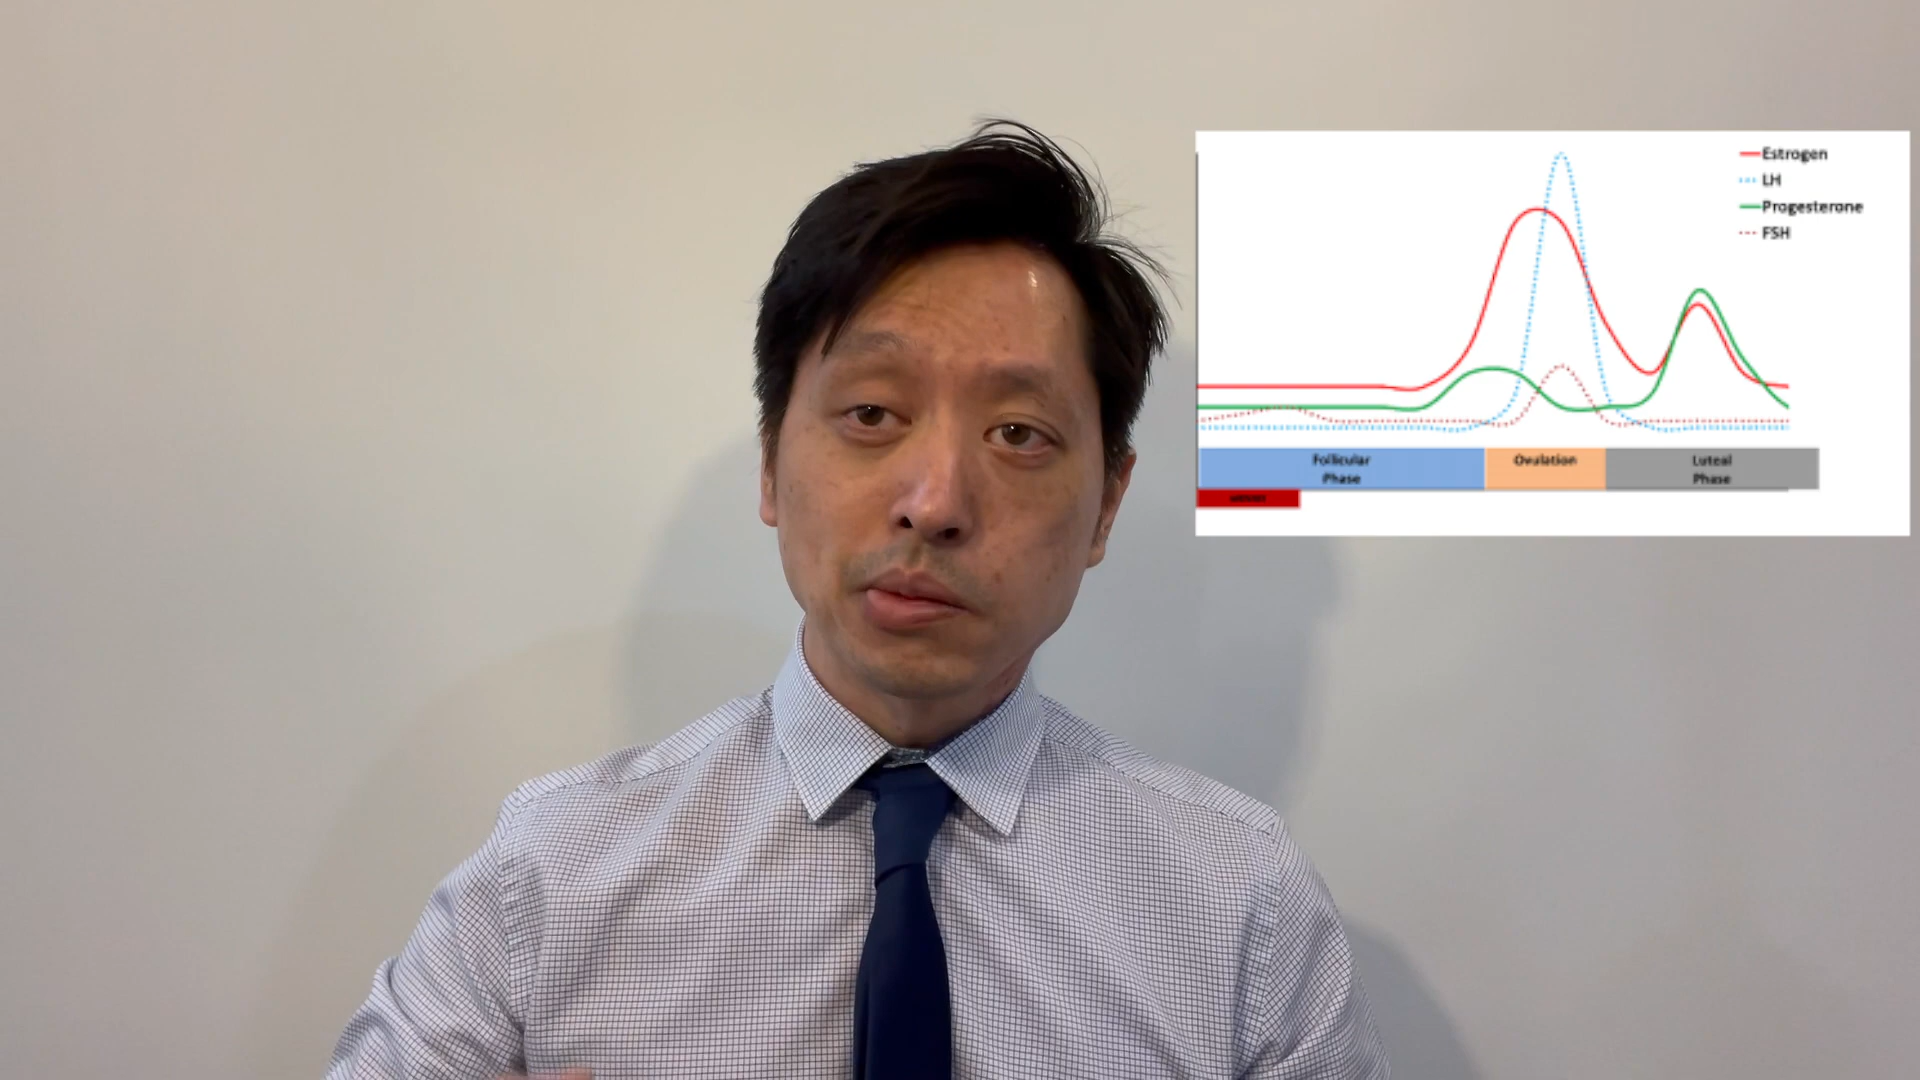 Estrogen
LH
Progesterone
FSH
Follicular
Phase
Ovulation
Luteal
Phase